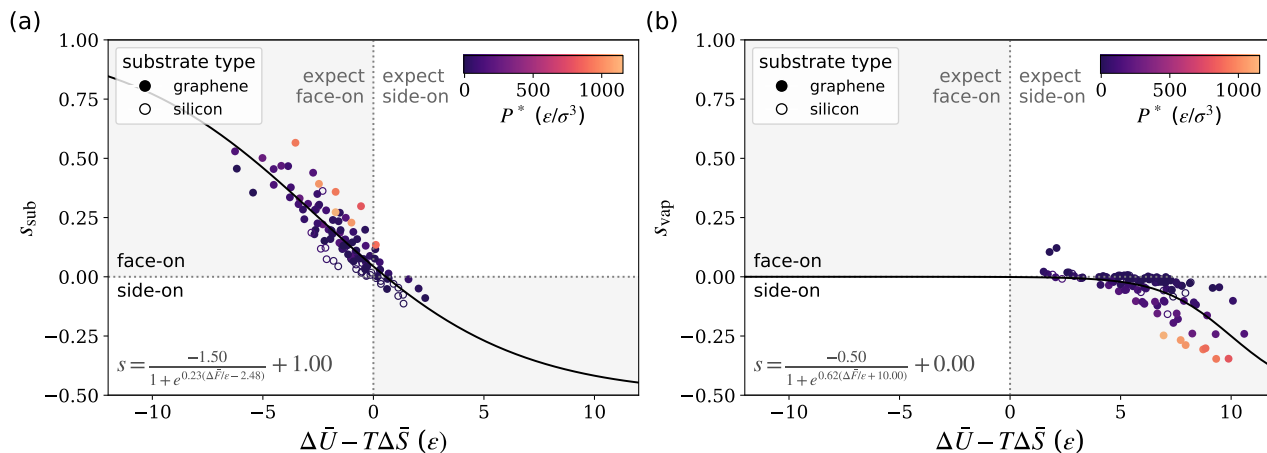 (a)
substrate type
graphene
silicon
expect
face-on
expect
side-on
0 500 1000
P* (ε/σ³)
1.00
0.75
0.50
0.25
0.00
−0.25
−0.50
s_sub
face-on
side-on
s = −1.50 / (1 + e^{0.23(ΔF̄/ε−2.48)}) + 1.00
−10 −5 0 5 10
ΔŪ − TΔS̄ (ε)
(b)
substrate type
graphene
silicon
expect
face-on
expect
side-on
0 500 1000
P* (ε/σ³)
1.00
0.75
0.50
0.25
0.00
−0.25
−0.50
s_vap
face-on
side-on
s = −0.50 / (1 + e^{0.62(ΔF̄/ε+10.00)}) + 0.00
−10 −5 0 5 10
ΔŪ − TΔS̄ (ε)